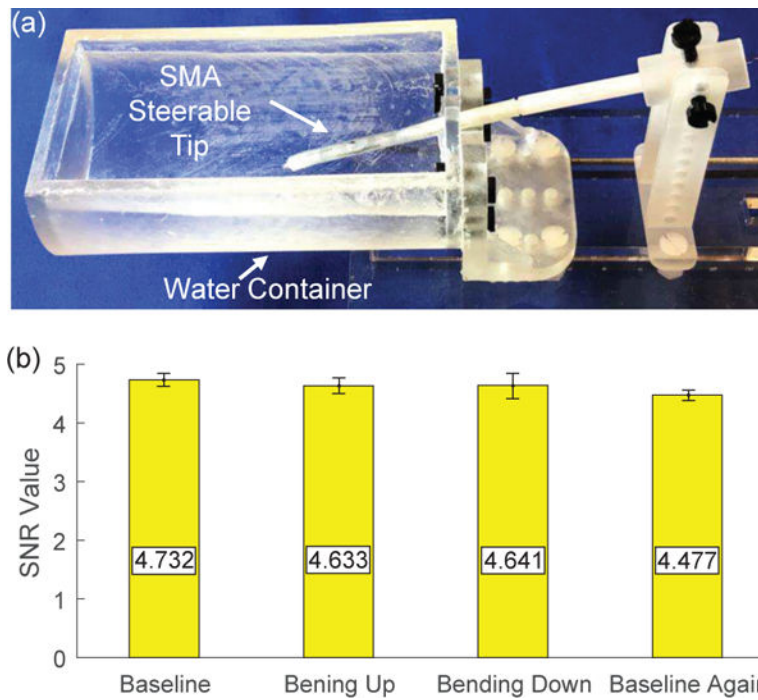 (a)
SMA
Steerable
Tip
Water Container
(b)
5
4
3
2
1
0
SNR Value
4.732
4.633
4.641
4.477
Baseline
Bening Up
Bending Down
Baseline Again